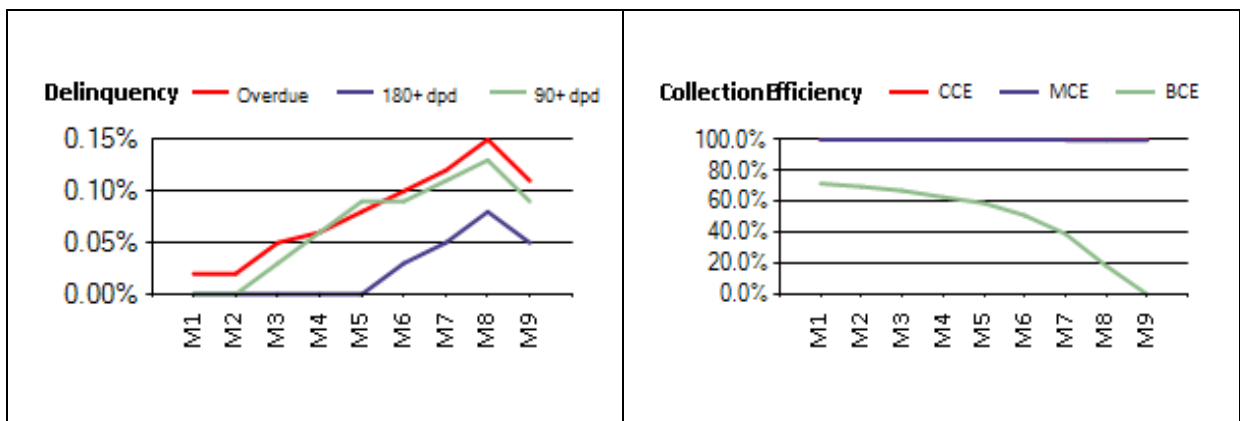 Delinquency Overdue 180+ dpd 90+ dpd
0.15%
0.10%
0.05%
0.00%
M1 M2 M3 M4 M5 M6 M7 M8 M9
Collection Efficiency CCE MCE BCE
100.0%
80.0%
60.0%
40.0%
20.0%
0.0%
M1 M2 M3 M4 M5 M6 M7 M8 M9